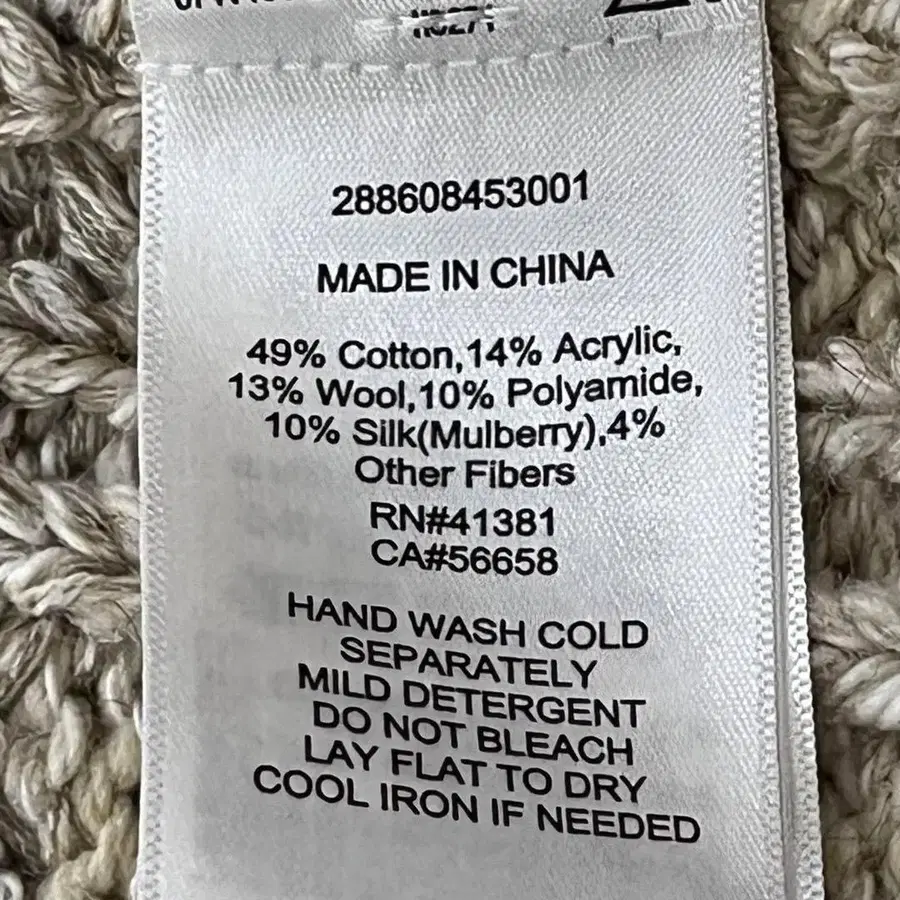 288608453001
MADE IN CHINA
49% Cotton,14% Acrylic,
13% Wool,10% Polyamide,
10% Silk(Mulberry),4%
Other Fibers
RN#41381
CA#56658
HAND WASH COLD
SEPARATELY
MILD DETERGENT
DO NOT BLEACH
LAY FLAT TO DRY
COOL IRON IF NEEDED